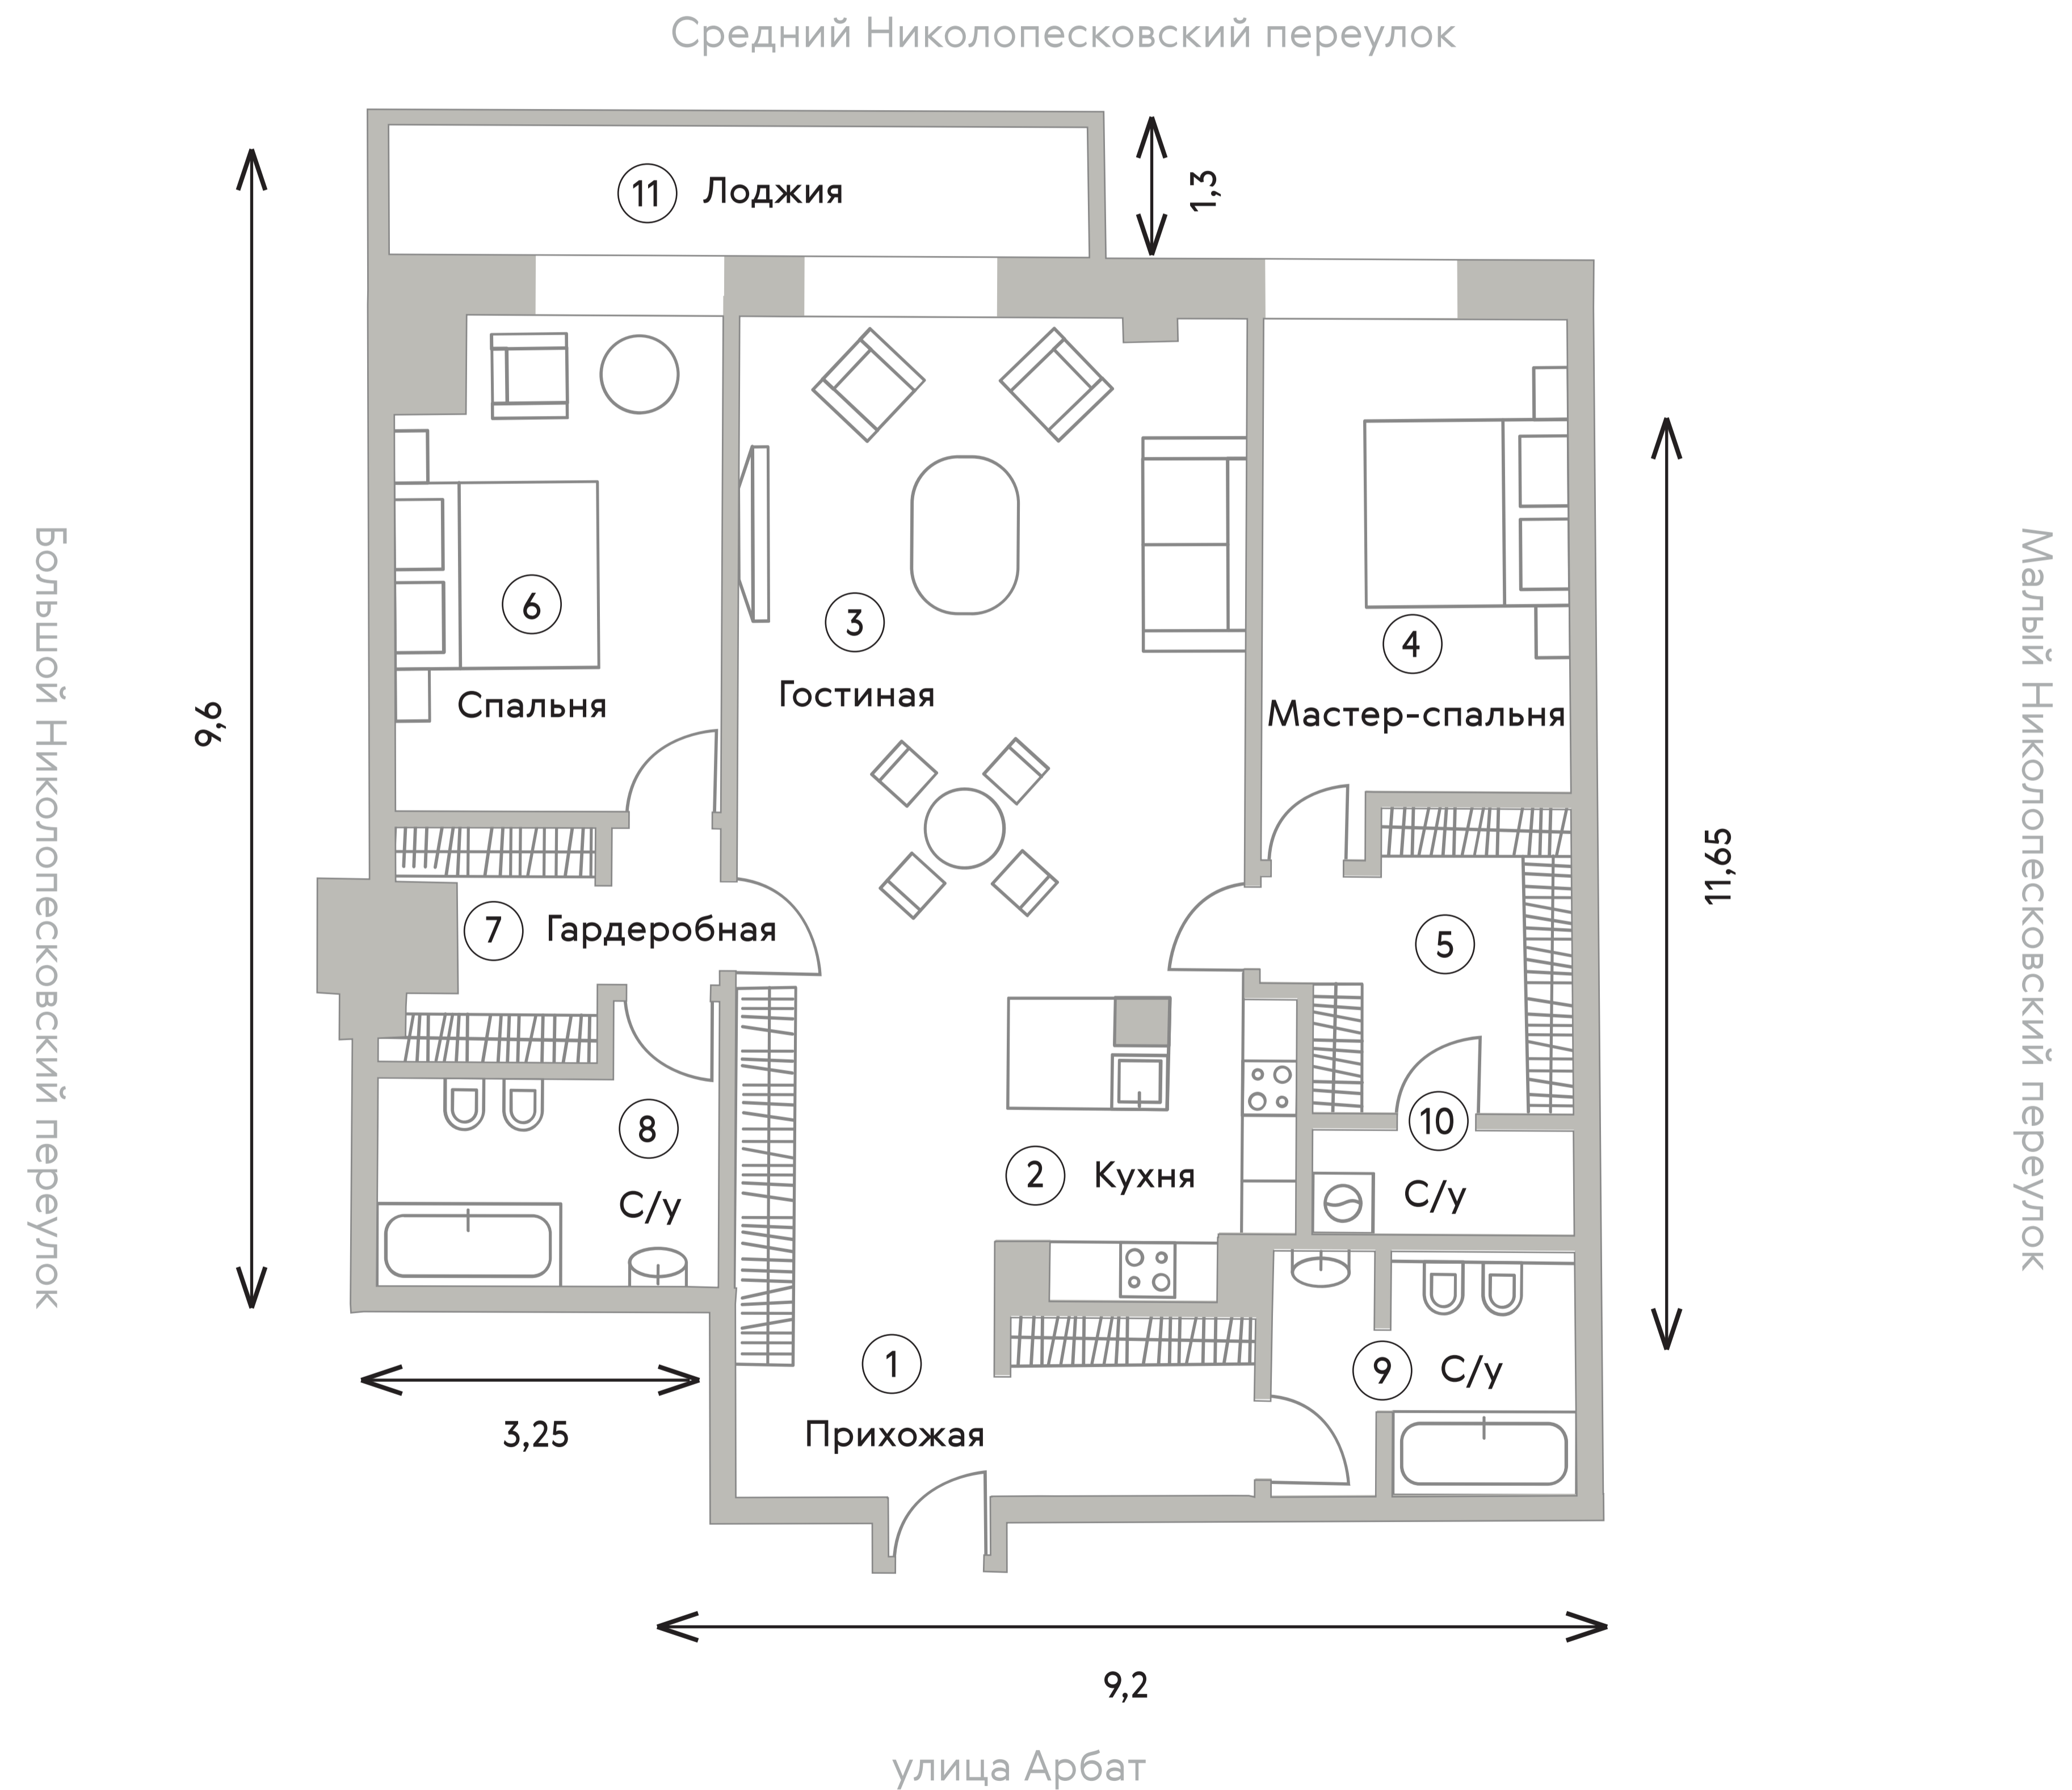 Средний Николопесковский переулок
11 Лоджия
1,3
Большой Николопесковский переулок
9,6
6
Спальня
3
Гостиная
4
Мастер-спальня
11,65
Малый Николопесковский переулок
7 Гардеробная
5
8
С/у
2 Кухня
10
С/у
1
Прихожая
9 С/у
3,25
9,2
улица Арбат